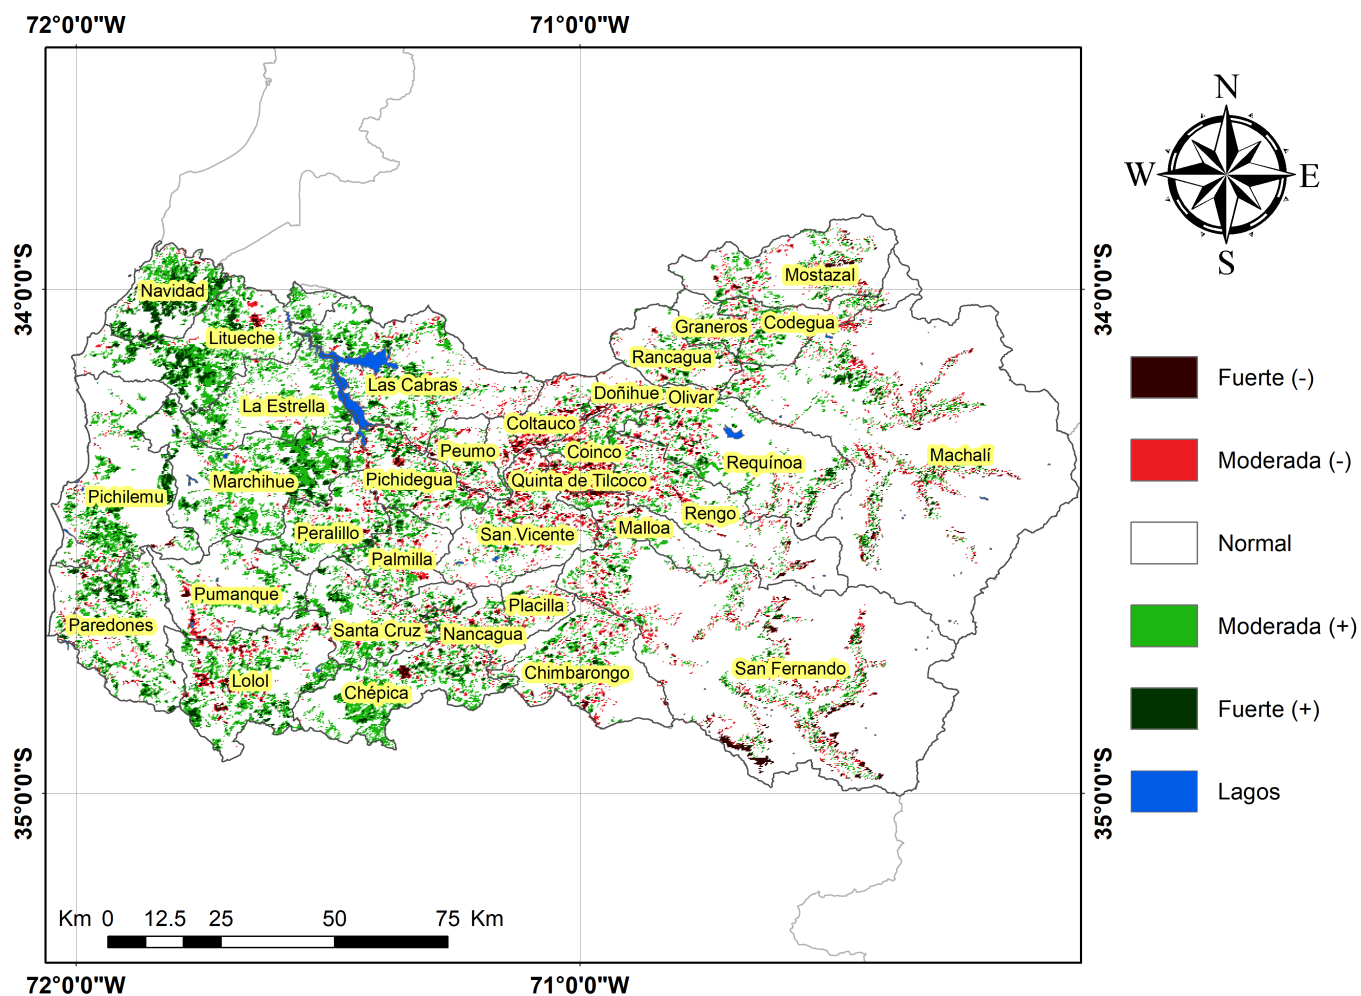 72°0'0"W
71°0'0"W
N
W
E
S
34°0'0"S
34°0'0"S
Mostazal
Navidad
Graneros
Codegua
Litueche
Rancagua
Las Cabras
Doñihue
Olivar
La Estrella
Coltauco
Peumo
Coinco
Machalí
Requínoa
Marchihue
Pichidegua
Quinta de Tilcoco
Pichilemu
Rengo
Malloa
Peralillo
San Vicente
Palmilla
Pumanque
Placilla
Paredones
Santa Cruz
Nancagua
San Fernando
Chimbarongo
Lolol
Chépica
Fuerte (-)
Moderada (-)
Normal
Moderada (+)
Fuerte (+)
Lagos
35°0'0"S
35°0'0"S
Km 0 12.5 25 50 75 Km
72°0'0"W
71°0'0"W